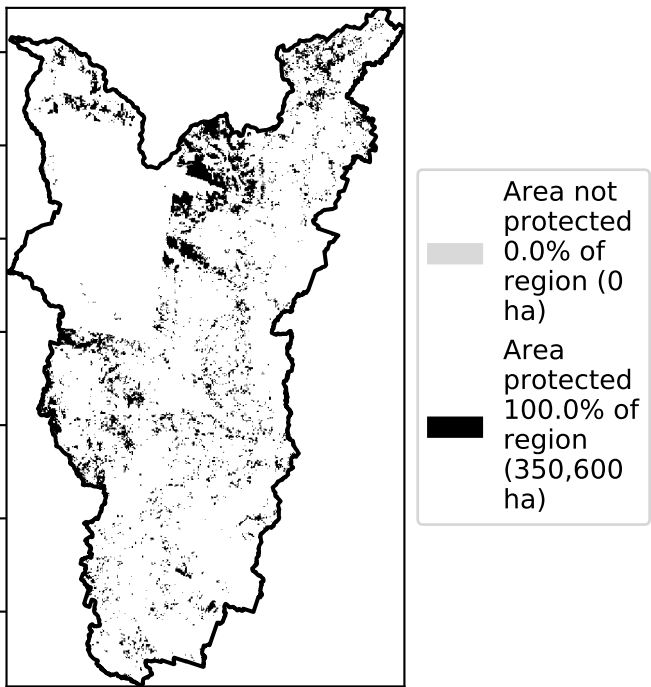 Area not
protected
0.0% of
region (0
ha)
Area
protected
100.0% of
region
(350,600
ha)